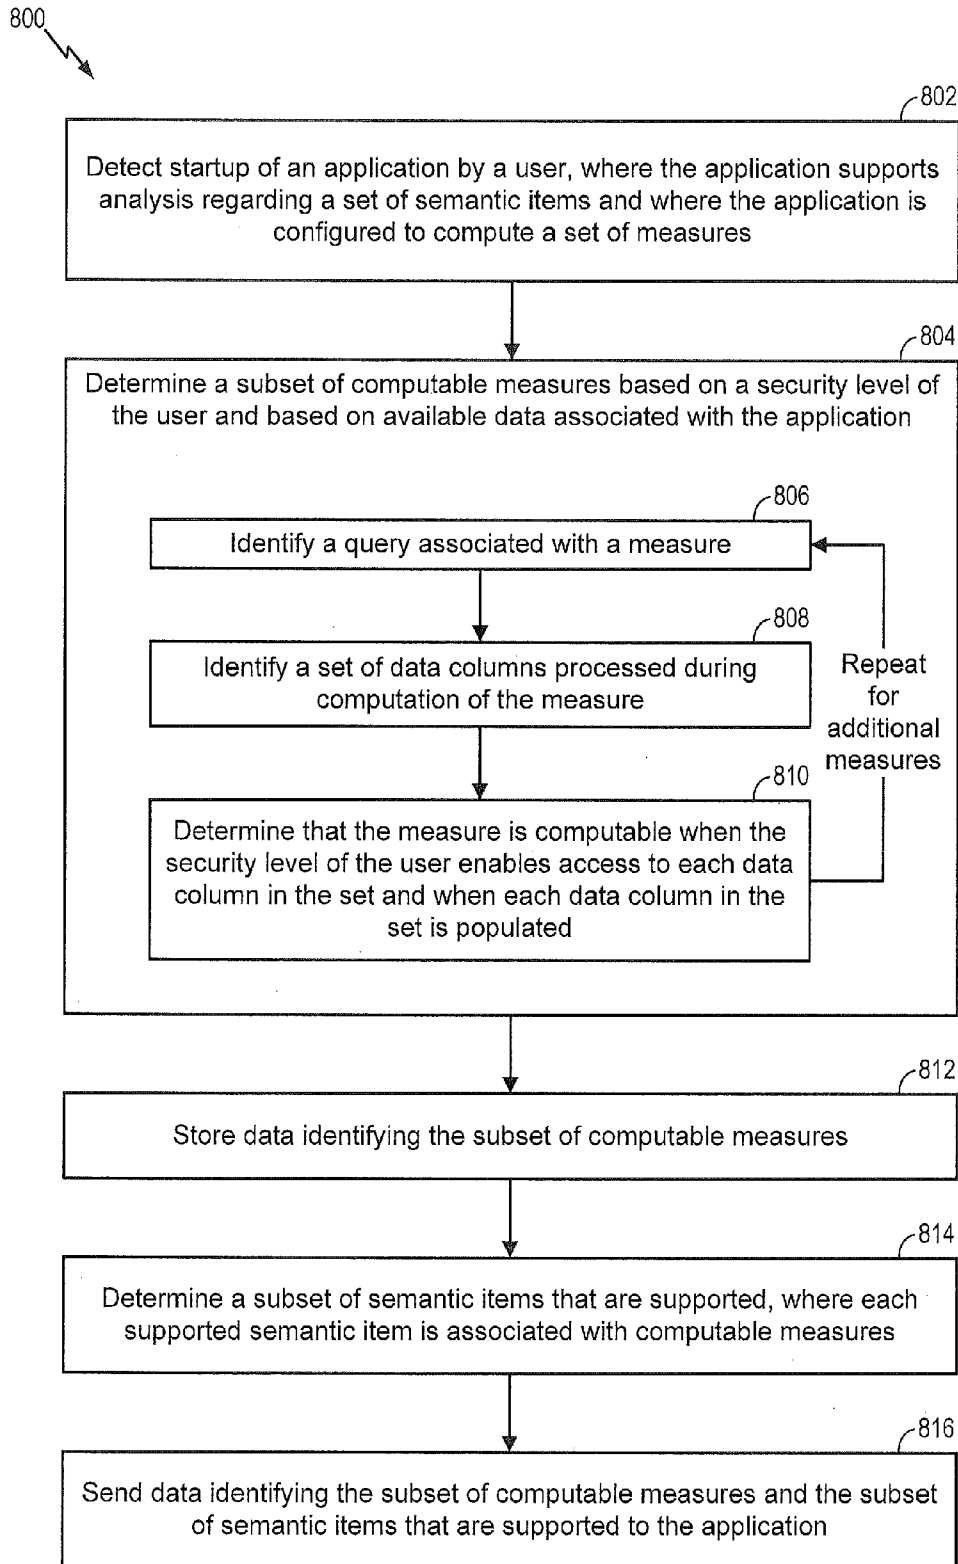 800
802
Detect startup of an application by a user, where the application supports
analysis regarding a set of semantic items and where the application is
configured to compute a set of measures
804
Determine a subset of computable measures based on a security level of
the user and based on available data associated with the application
806
Identify a query associated with a measure
808
Identify a set of data columns processed during
computation of the measure
Repeat
for
additional
measures
810
Determine that the measure is computable when the
security level of the user enables access to each data
column in the set and when each data column in the
set is populated
812
Store data identifying the subset of computable measures
814
Determine a subset of semantic items that are supported, where each
supported semantic item is associated with computable measures
816
Send data identifying the subset of computable measures and the subset
of semantic items that are supported to the application